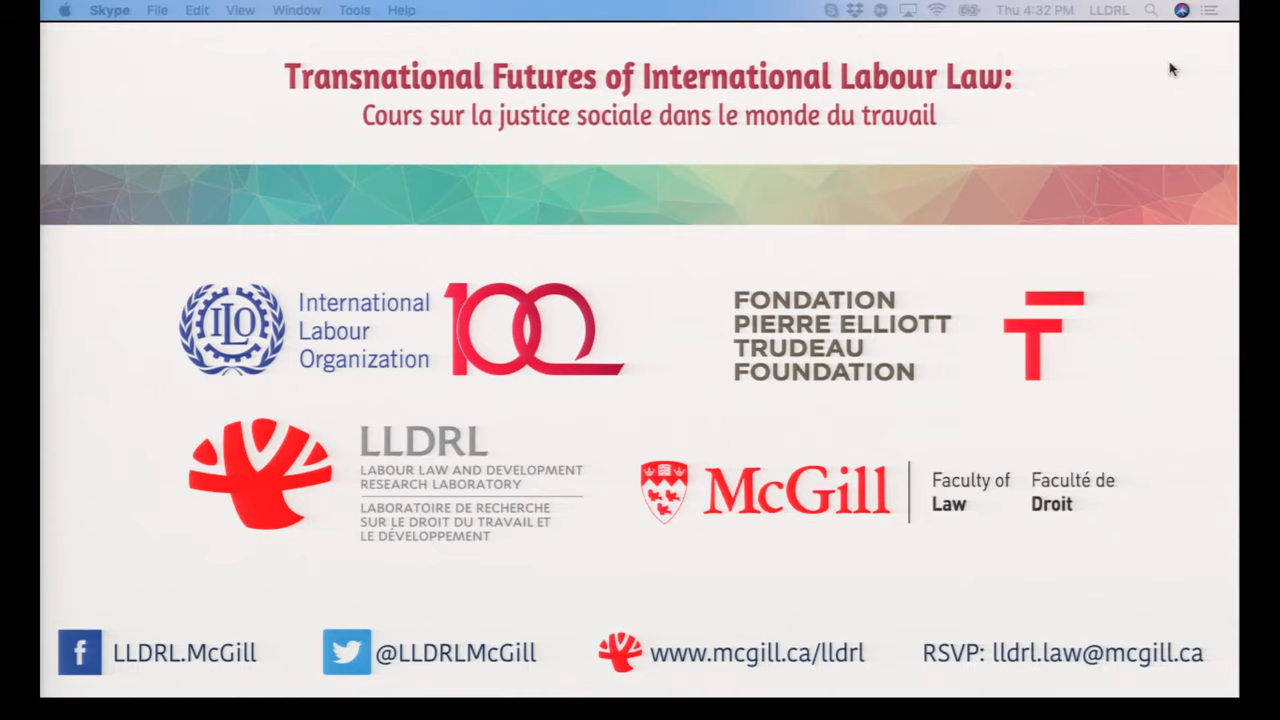 Skype File Edit View Window Tools Help Thu 4:32 PM LLDRL
Transnational Futures of International Labour Law:
Cours sur la justice sociale dans le monde du travail
ILO
International
Labour
Organization
100
FONDATION
PIERRE ELLIOTT
TRUDEAU
FOUNDATION
T
LLDRL
LABOUR LAW AND DEVELOPMENT
RESEARCH LABORATORY
LABORATOIRE DE RECHERCHE
SUR LE DROIT DU TRAVAIL ET
LE DÉVELOPPEMENT
McGill
Faculty of
Law
Faculté de
Droit
f LLDRL.McGill @LLDRLMcGill www.mcgill.ca/lldrl RSVP: lldrl.law@mcgill.ca